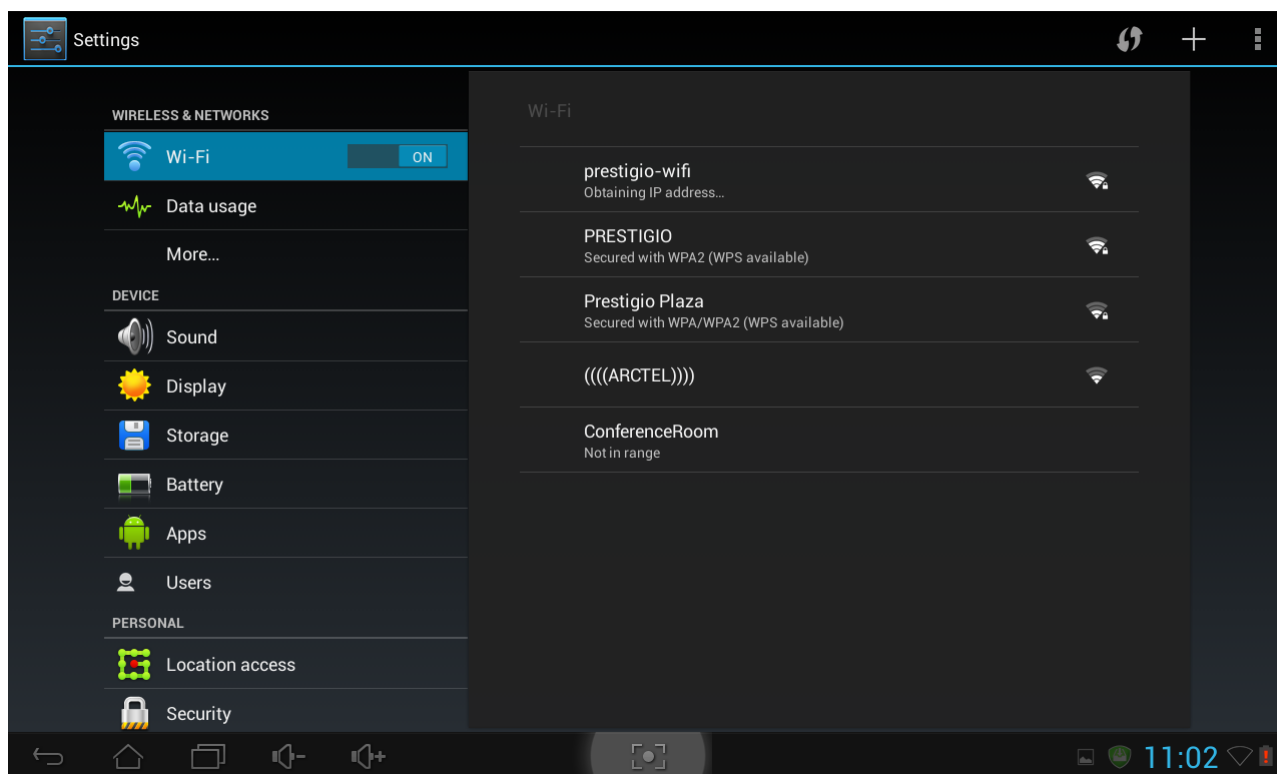 Settings
WIRELESS & NETWORKS
Wi-Fi
ON
Data usage
More...
DEVICE
Sound
Display
Storage
Battery
Apps
Users
PERSONAL
Location access
Security
Wi-Fi
prestigio-wifi
Obtaining IP address...
PRESTIGIO
Secured with WPA2 (WPS available)
Prestigio Plaza
Secured with WPA/WPA2 (WPS available)
((((ARCTEL))))
ConferenceRoom
Not in range
11:02